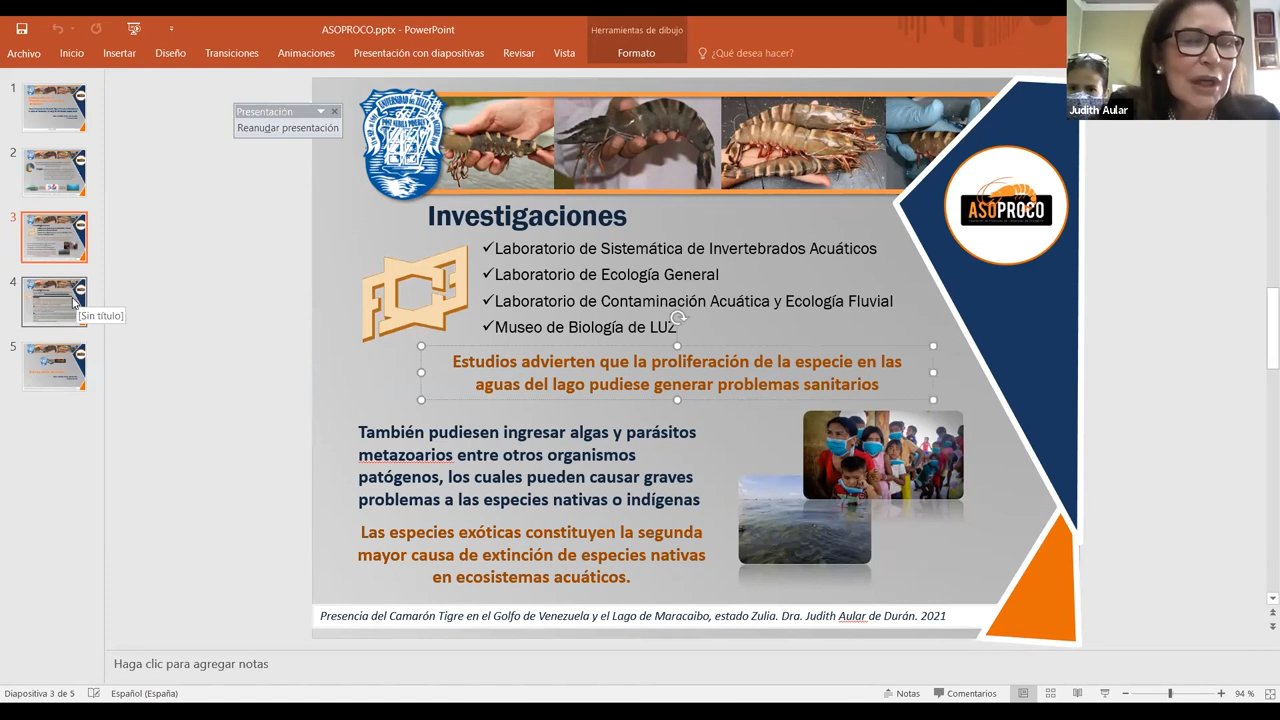 ASOPROCO.pptx - PowerPoint
Herramientas de dibujo
Archivo
Inicio
Insertar
Diseño
Transiciones
Animaciones
Presentación con diapositivas
Revisar
Vista
Formato
¿Qué desea hacer?
Judith Aular
1
2
3
4
5
[Sin título]
Presentación
Reanudar presentación
ASOPROCO
Investigaciones
✓Laboratorio de Sistemática de Invertebrados Acuáticos
✓Laboratorio de Ecología General
✓Laboratorio de Contaminación Acuática y Ecología Fluvial
✓Museo de Biología de LUZ
Estudios advierten que la proliferación de la especie en las
aguas del lago pudiese generar problemas sanitarios
También pudiesen ingresar algas y parásitos
metazoarios entre otros organismos
patógenos, los cuales pueden causar graves
problemas a las especies nativas o indígenas
Las especies exóticas constituyen la segunda
mayor causa de extinción de especies nativas
en ecosistemas acuáticos.
Presencia del Camarón Tigre en el Golfo de Venezuela y el Lago de Maracaibo, estado Zulia. Dra. Judith Aular de Durán. 2021
Haga clic para agregar notas
Diapositiva 3 de 5
Español (España)
Notas
Comentarios
94 %